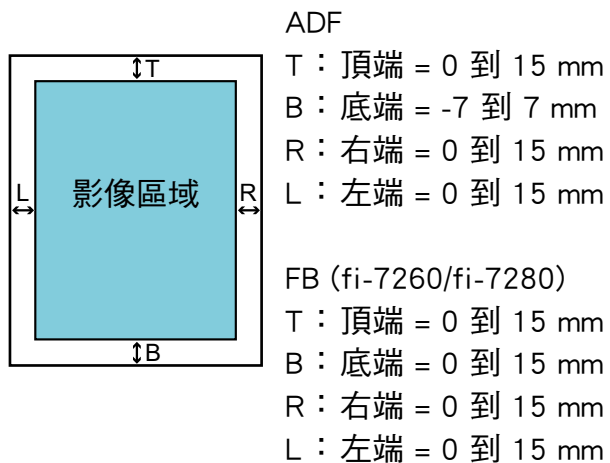 T
L
影像區域
R
B
ADF
T：頂端 = 0 到 15 mm
B：底端 = -7 到 7 mm
R：右端 = 0 到 15 mm
L：左端 = 0 到 15 mm
FB (fi-7260/fi-7280)
T：頂端 = 0 到 15 mm
B：底端 = 0 到 15 mm
R：右端 = 0 到 15 mm
L：左端 = 0 到 15 mm